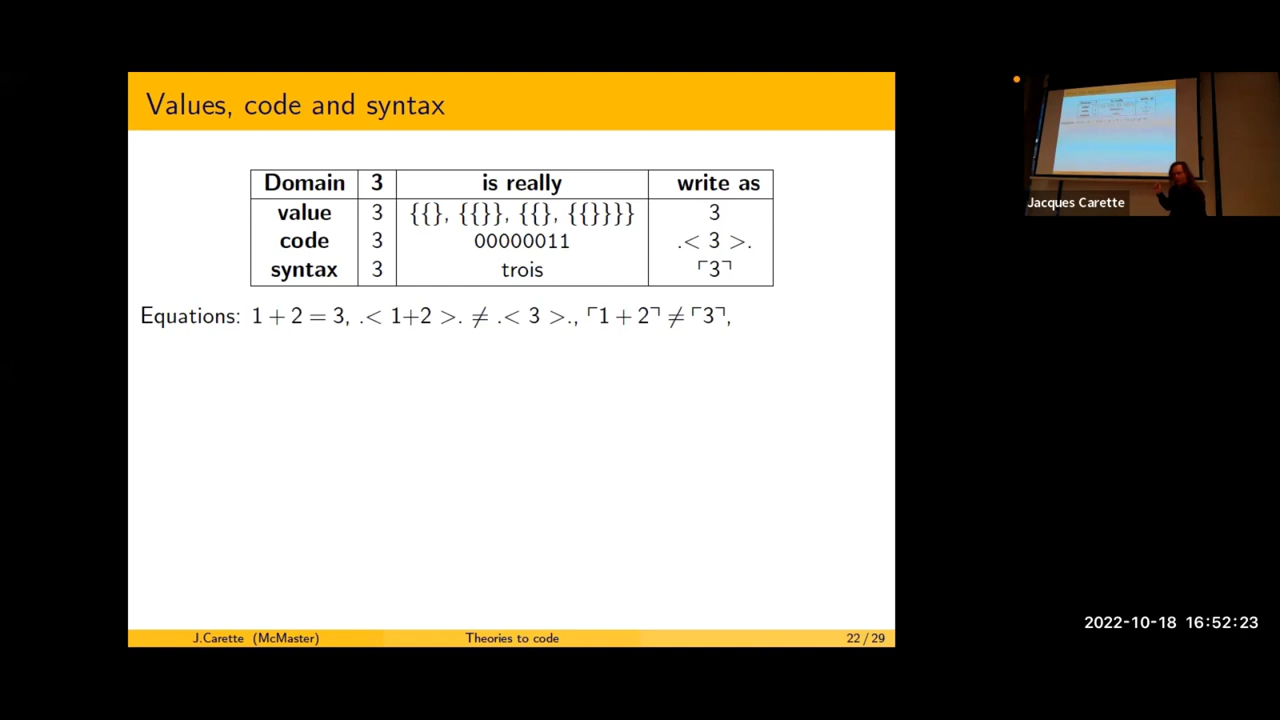 Values, code and syntax
Domain 3 is really write as
value 3 {{}, {{}}, {{}, {{}}}} 3
code 3 00000011 .< 3 >.
syntax 3 trois ⌜3⌝
Equations: 1 + 2 = 3, .< 1+2 >. ≠ .< 3 >., ⌜1 + 2⌝ ≠ ⌜3⌝,
J.Carette (McMaster) Theories to code 22 / 29
Jacques Carette
2022-10-18 16:52:23